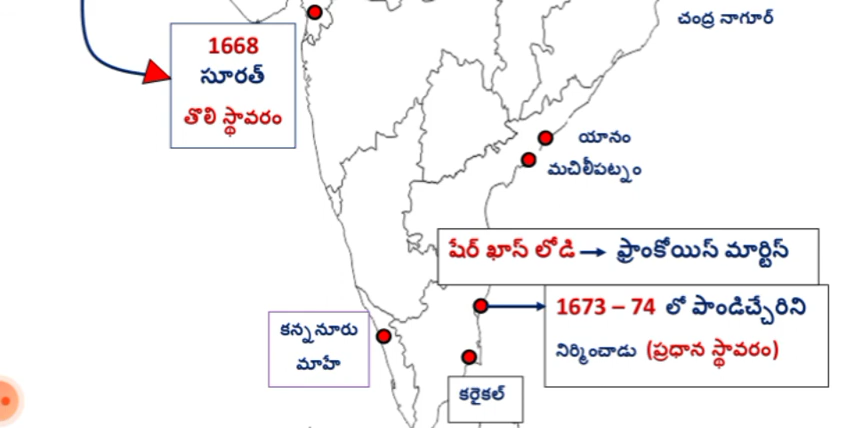 చంద్ర నాగూర్
1668
సూరత్
తొలి స్థావరం
యానం
మచిలీపట్నం
షేర్ ఖాస్ లోడి → ఫ్రాంకోయిస్ మార్టిస్
1673 – 74 లో పాండిచ్చేరిని
నిర్మించాడు (ప్రధాన స్థావరం)
కన్ననూరు
మాహే
కరైకల్